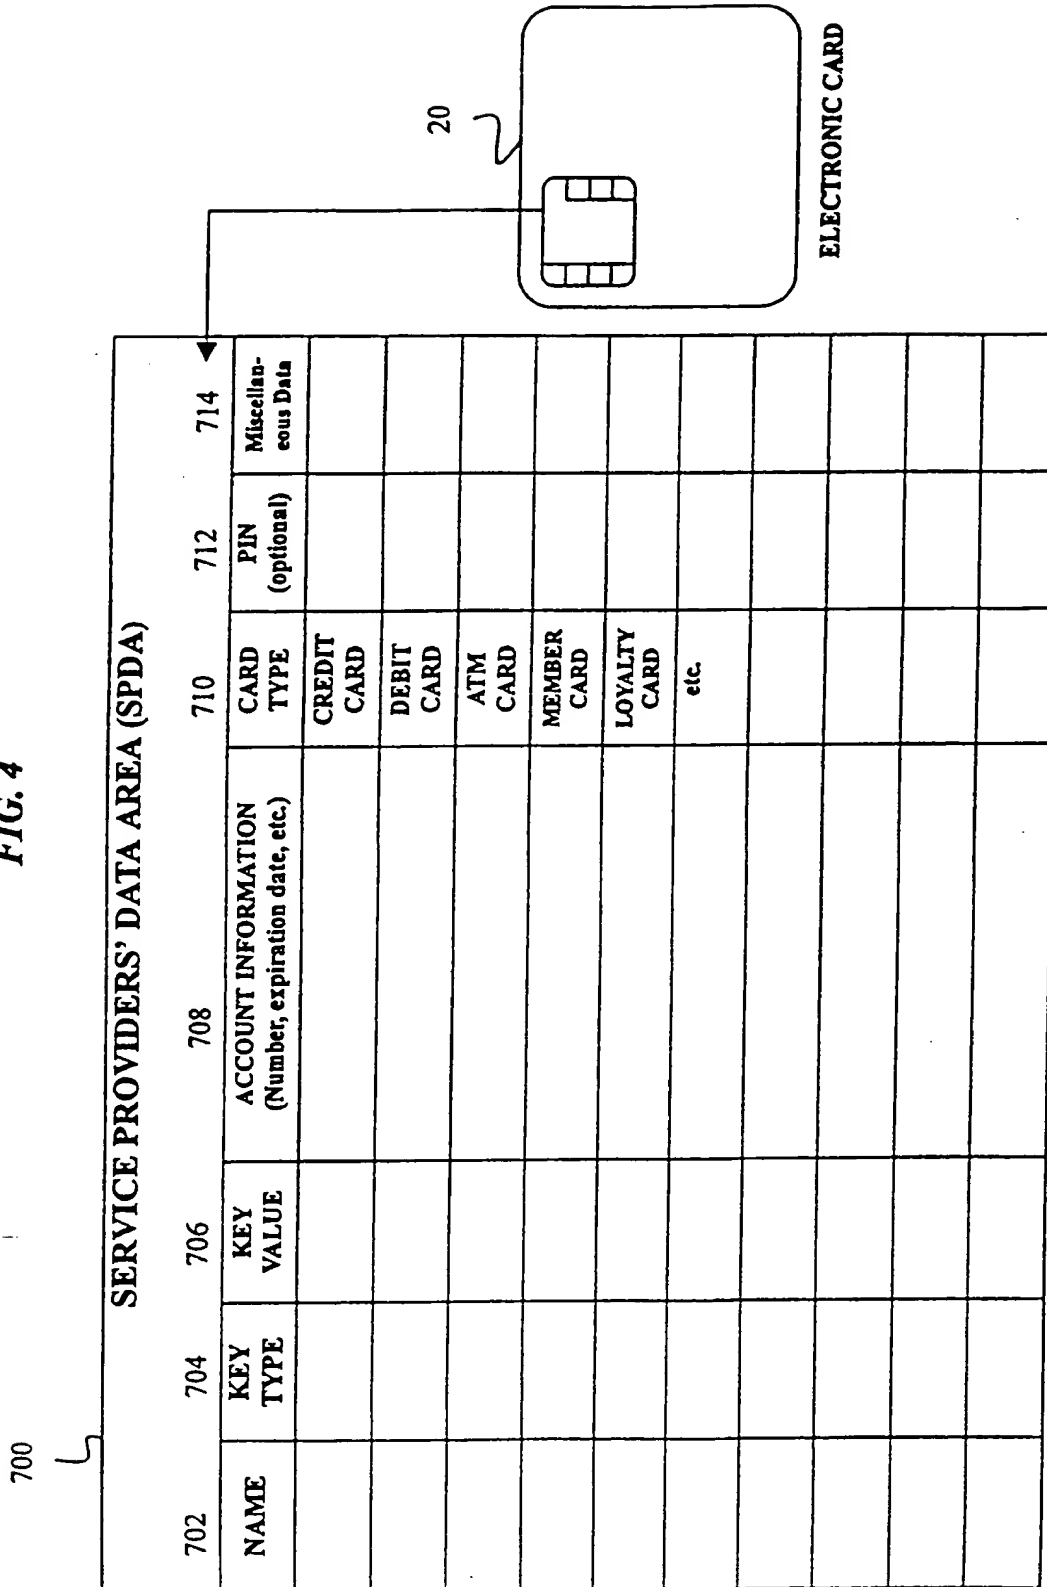 FIG. 4
700
SERVICE PROVIDERS' DATA AREA (SPDA)
702
704
706
708
710
712
714
NAME
KEY
TYPE
KEY
VALUE
ACCOUNT INFORMATION
(Number, expiration date, etc.)
CARD
TYPE
PIN
(optional)
Miscellan-
eous Data
CREDIT
CARD
DEBIT
CARD
ATM
CARD
MEMBER
CARD
LOYALTY
CARD
etc.
20
ELECTRONIC CARD